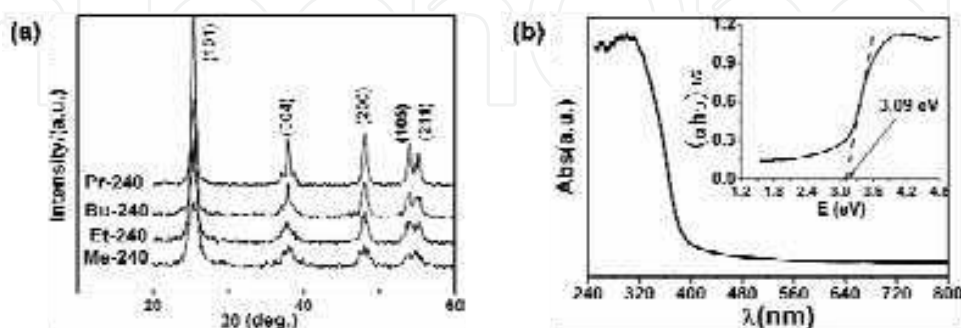 (a)
Intensity/(a.u.)
(101)
(004)
(200)
(105)
(211)
Pr-240
Bu-240
Et-240
Me-240
20 40 60
2θ (deg.)
(b)
Abs(a.u.)
1.2
0.9
0.6
0.3
0.0
3.09 eV
1.2 2.4 3.0 3.6 4.2 4.8
E (eV)
240 320 400 480 560 640 720 800
λ(nm)